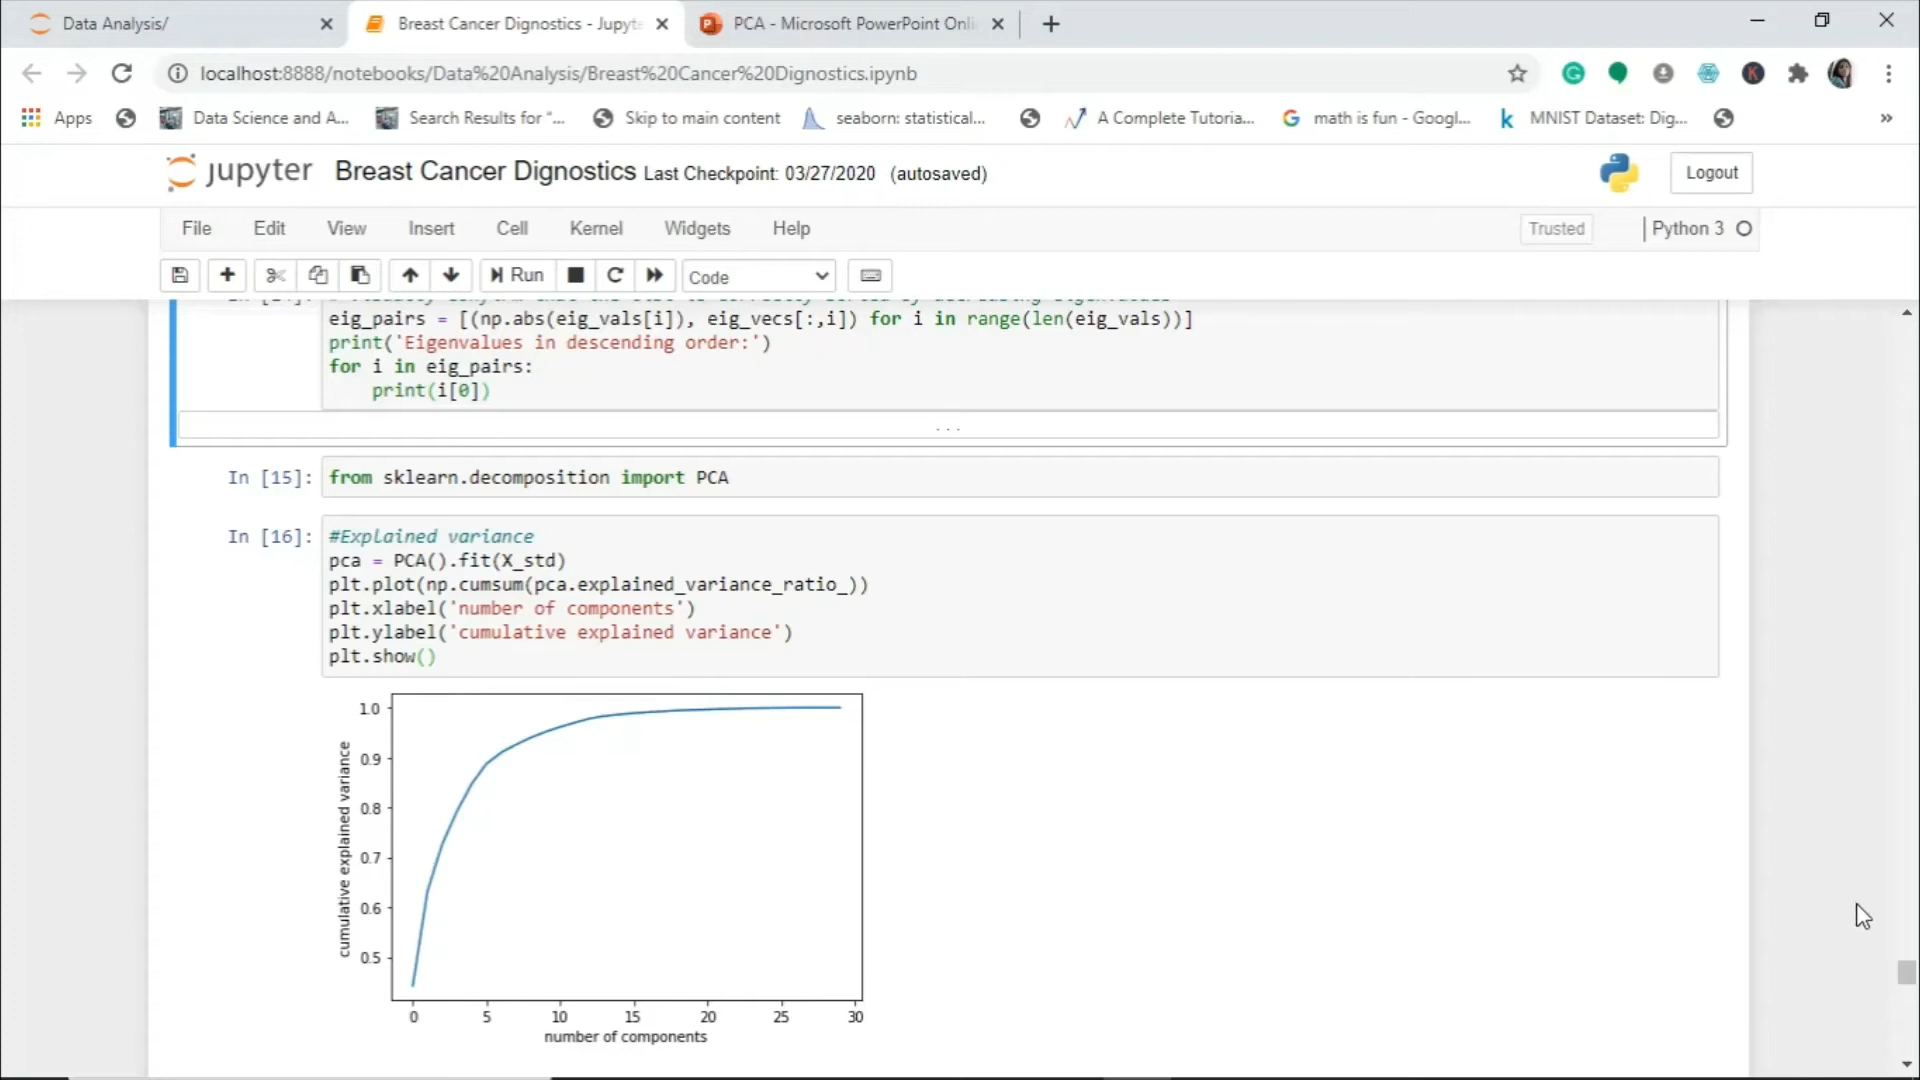 Data Analysis/
Breast Cancer Dignostics - Jupyt
PCA - Microsoft PowerPoint Onli
localhost:8888/notebooks/Data%20Analysis/Breast%20Cancer%20Dignostics.ipynb
Apps
Data Science and A...
Search Results for "...
Skip to main content
seaborn: statistical...
A Complete Tutoria...
math is fun - Googl...
MNIST Dataset: Dig...
»
jupyter
Breast Cancer Dignostics Last Checkpoint: 03/27/2020 (autosaved)
Logout
File Edit View Insert Cell Kernel Widgets Help
Trusted
Python 3
Run
Code
eig_pairs = [(np.abs(eig_vals[i]), eig_vecs[:,i]) for i in range(len(eig_vals))]
print('Eigenvalues in descending order:')
for i in eig_pairs:
    print(i[0])
...
In [15]: from sklearn.decomposition import PCA
In [16]: #Explained variance
pca = PCA().fit(X_std)
plt.plot(np.cumsum(pca.explained_variance_ratio_))
plt.xlabel('number of components')
plt.ylabel('cumulative explained variance')
plt.show()
cumulative explained variance
1.0
0.9
0.8
0.7
0.6
0.5
0 5 10 15 20 25 30
number of components